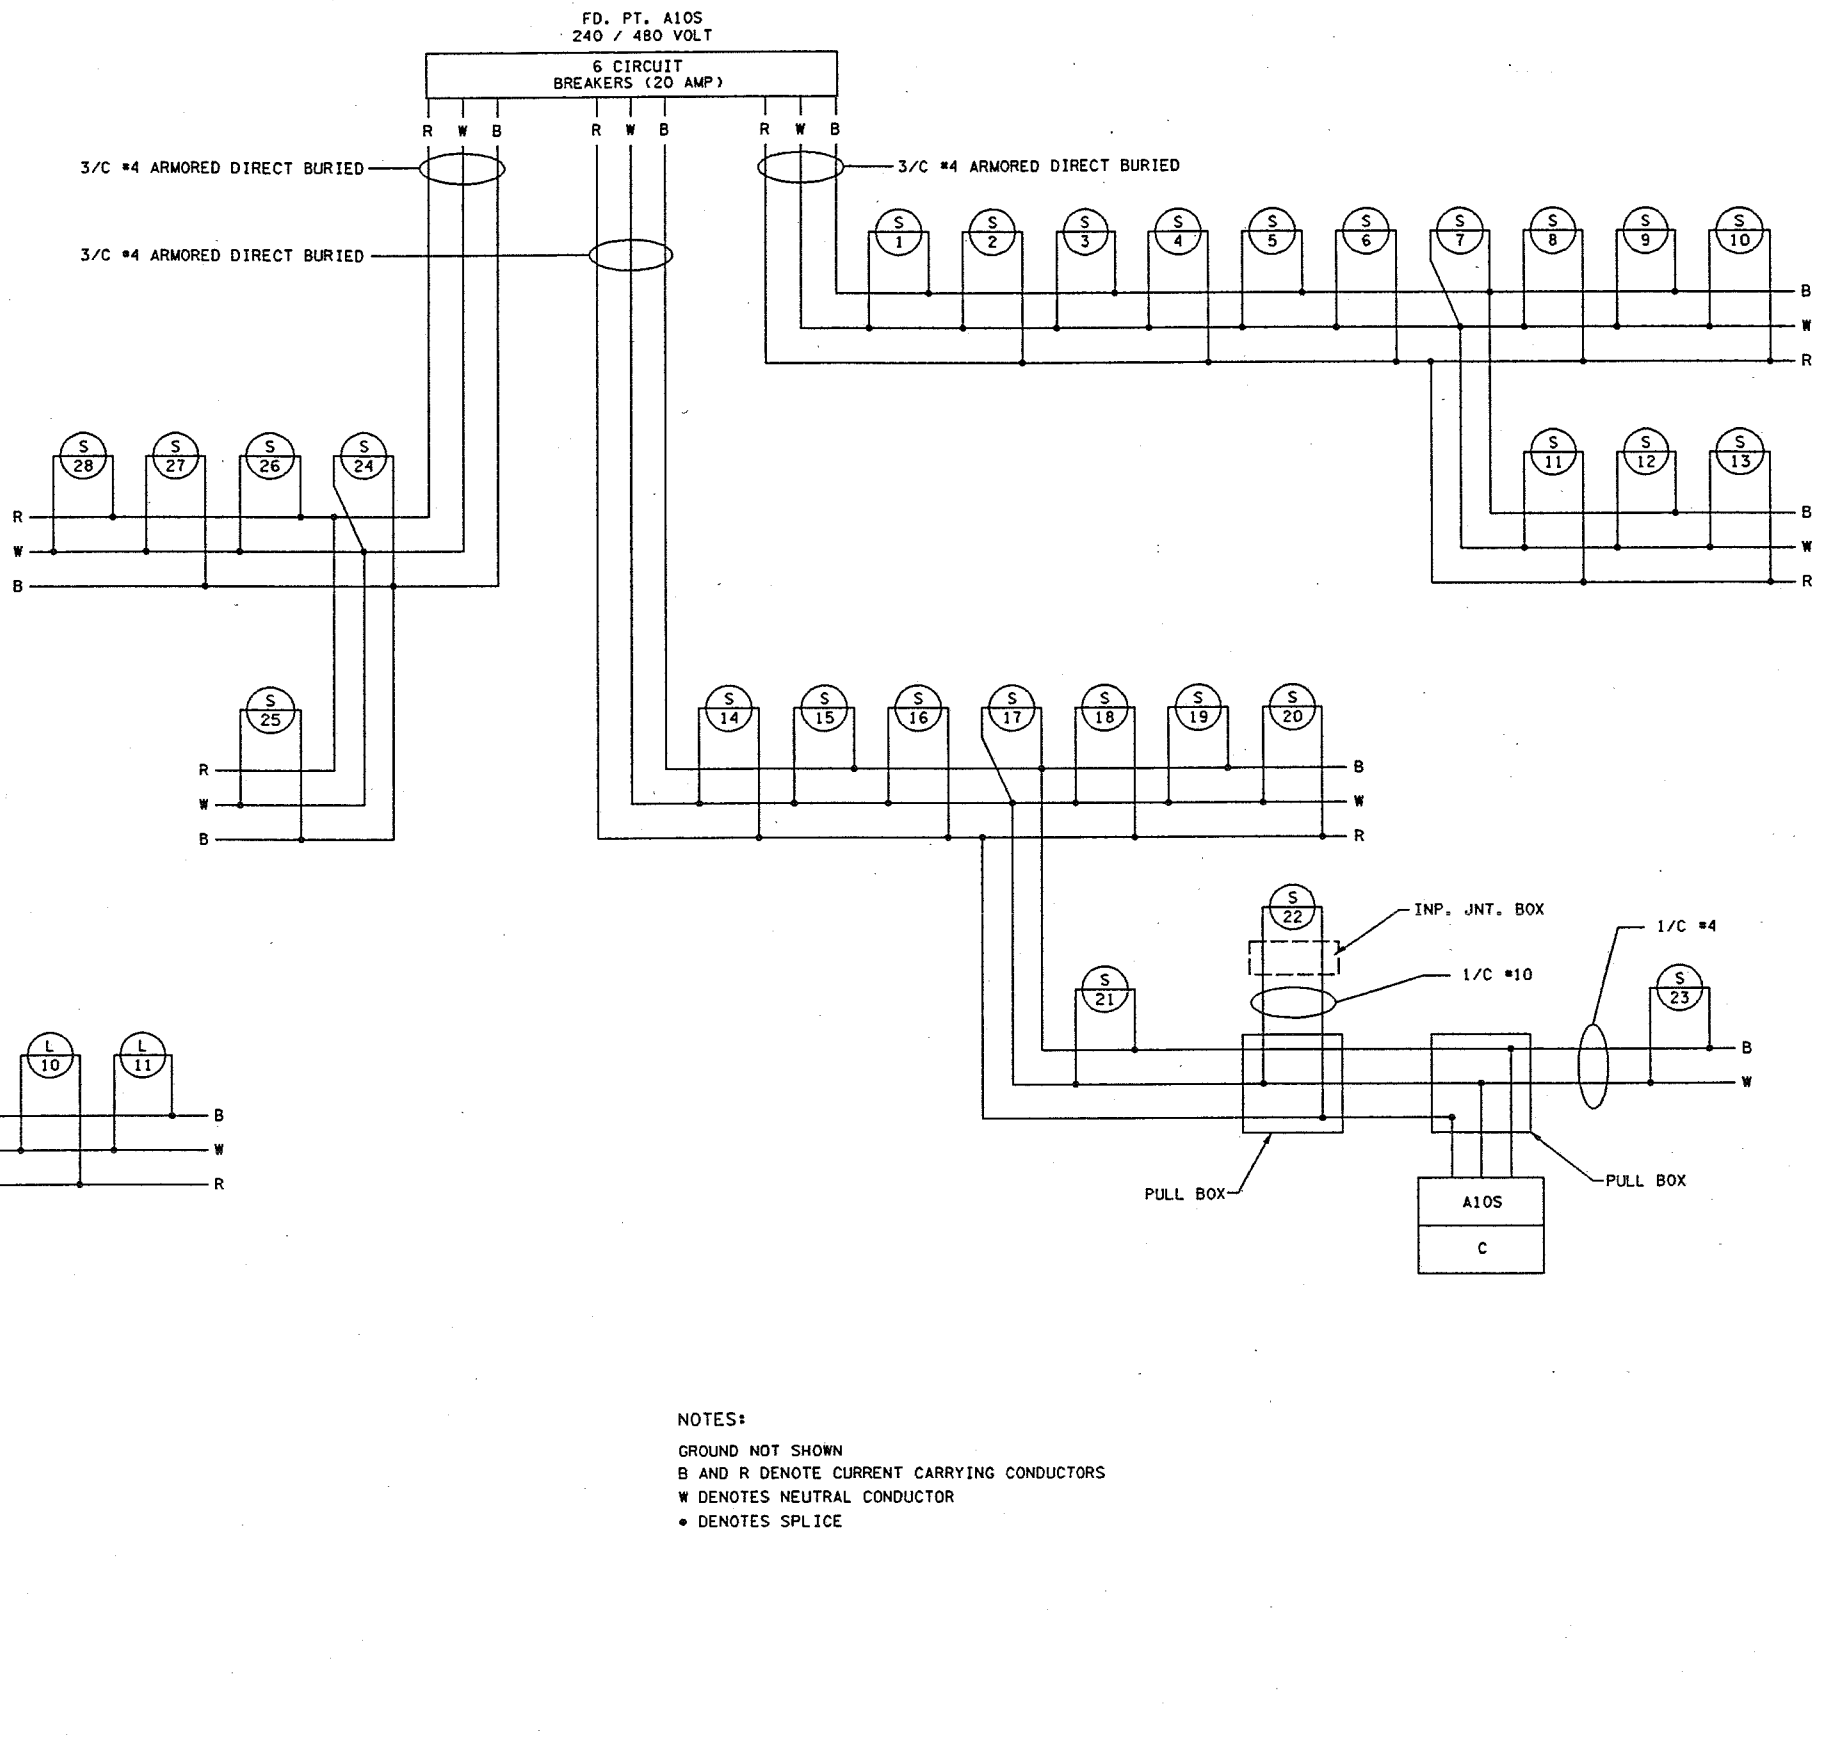 FD. PT. A10S
240 / 480 VOLT
6 CIRCUIT
BREAKERS (20 AMP)
R W B R W B R W B
3/C #4 ARMORED DIRECT BURIED
3/C #4 ARMORED DIRECT BURIED
3/C #4 ARMORED DIRECT BURIED
S S S S S S S S S S
1 2 3 4 5 6 7 8 9 10
B
W
R
S S S
11 12 13
B
W
R
S S S S
28 27 26 24
R
W
B
S
25
R
W
B
S S S S S S S
14 15 16 17 18 19 20
B
W
R
S
22
INP. JNT. BOX
1/C #4
1/C #10
S
21
S
23
B
W
PULL BOX
PULL BOX
A10S
C
L L
10 11
B
W
R
NOTES:
GROUND NOT SHOWN
B AND R DENOTE CURRENT CARRYING CONDUCTORS
W DENOTES NEUTRAL CONDUCTOR
• DENOTES SPLICE